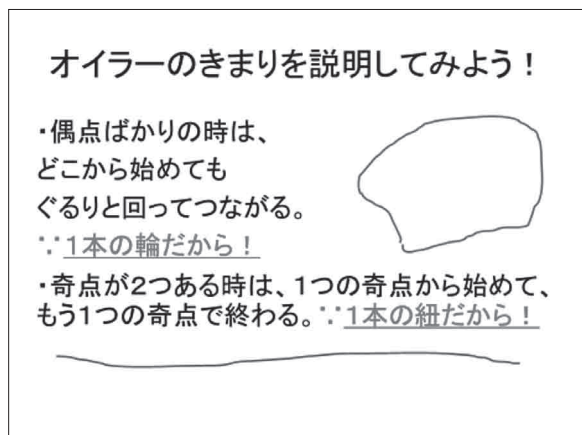 オイラーのきまりを説明してみよう！
・偶点ばかりの時は、
どこから始めても
ぐるりと回ってつながる。
∵１本の輪だから！
・奇点が２つある時は、１つの奇点から始めて、
もう１つの奇点で終わる。∵１本の紐だから！